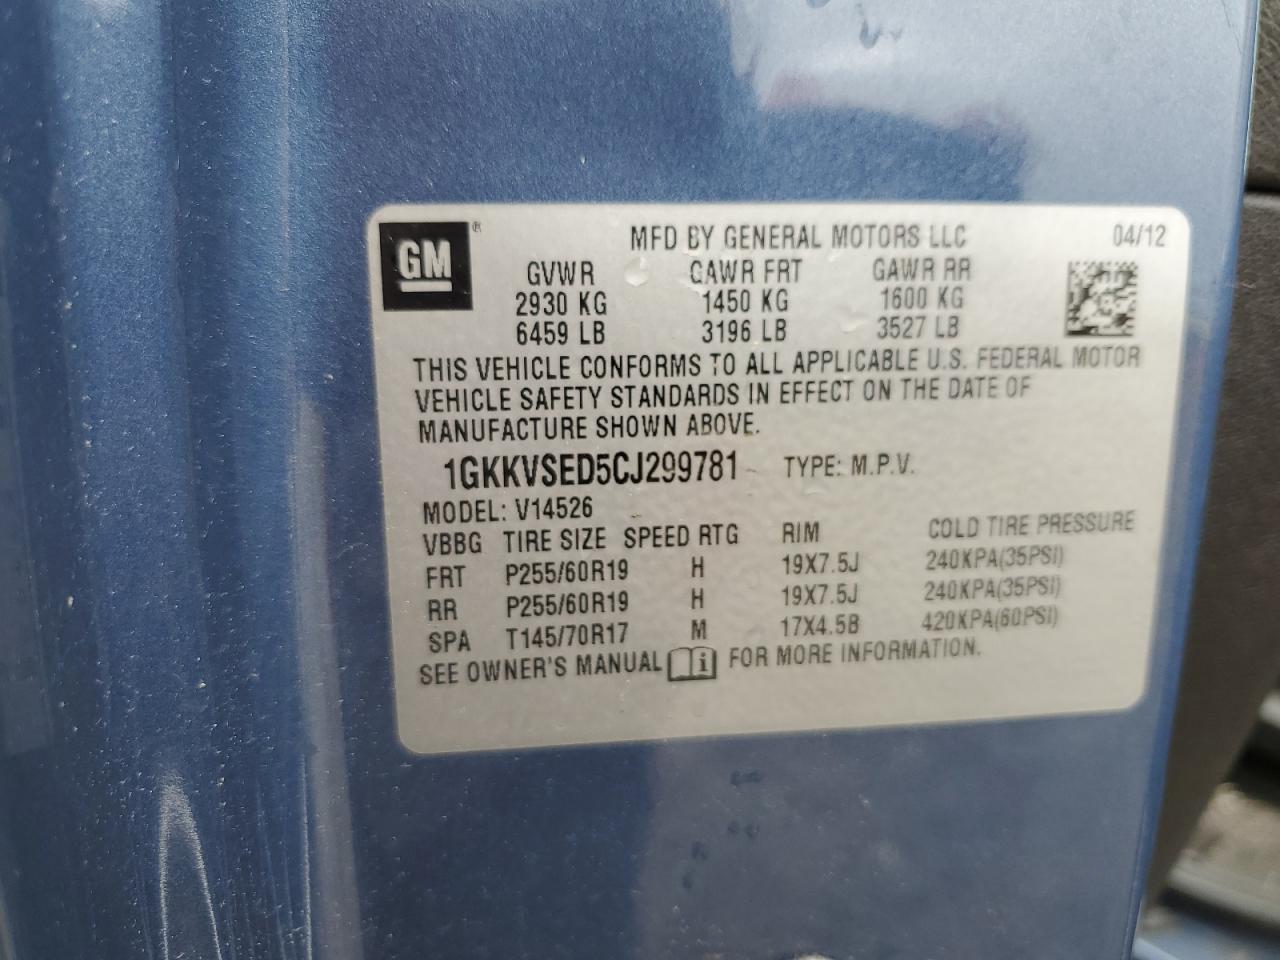 GM ® MFD BY GENERAL MOTORS LLC 04/12
GVWR GAWR FRT GAWR RR
2930 KG 1450 KG 1600 KG
6459 LB 3196 LB 3527 LB
THIS VEHICLE CONFORMS TO ALL APPLICABLE U.S. FEDERAL MOTOR
VEHICLE SAFETY STANDARDS IN EFFECT ON THE DATE OF
MANUFACTURE SHOWN ABOVE.
1GKKVSED5CJ299781 TYPE: M.P.V.
MODEL: V14526
VBBG TIRE SIZE SPEED RTG RIM COLD TIRE PRESSURE
FRT P255/60R19 H 19X7.5J 240KPA(35PSI)
RR P255/60R19 H 19X7.5J 240KPA(35PSI)
SPA T145/70R17 M 17X4.5B 420KPA(60PSI)
SEE OWNER'S MANUAL i FOR MORE INFORMATION.